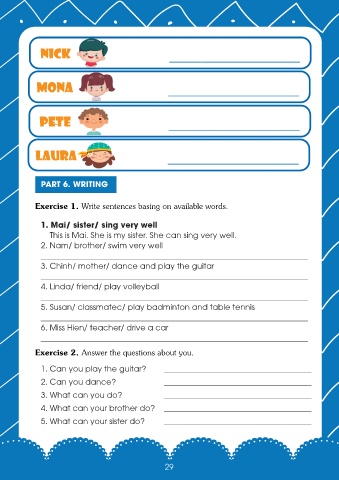 NICK
MONA
PETE
LAURA
PART 6. WRITING
Exercise 1. Write sentences basing on available words.
1. Mai/ sister/ sing very well
This is Mai. She is my sister. She can sing very well.
2. Nam/ brother/ swim very well
3. Chinh/ mother/ dance and play the guitar
4. Linda/ friend/ play volleyball
5. Susan/ classmatec/ play badminton and table tennis
6. Miss Hien/ teacher/ drive a car
Exercise 2. Answer the questions about you.
1. Can you play the guitar?
2. Can you dance?
3. What can you do?
4. What can your brother do?
5. What can your sister do?
29